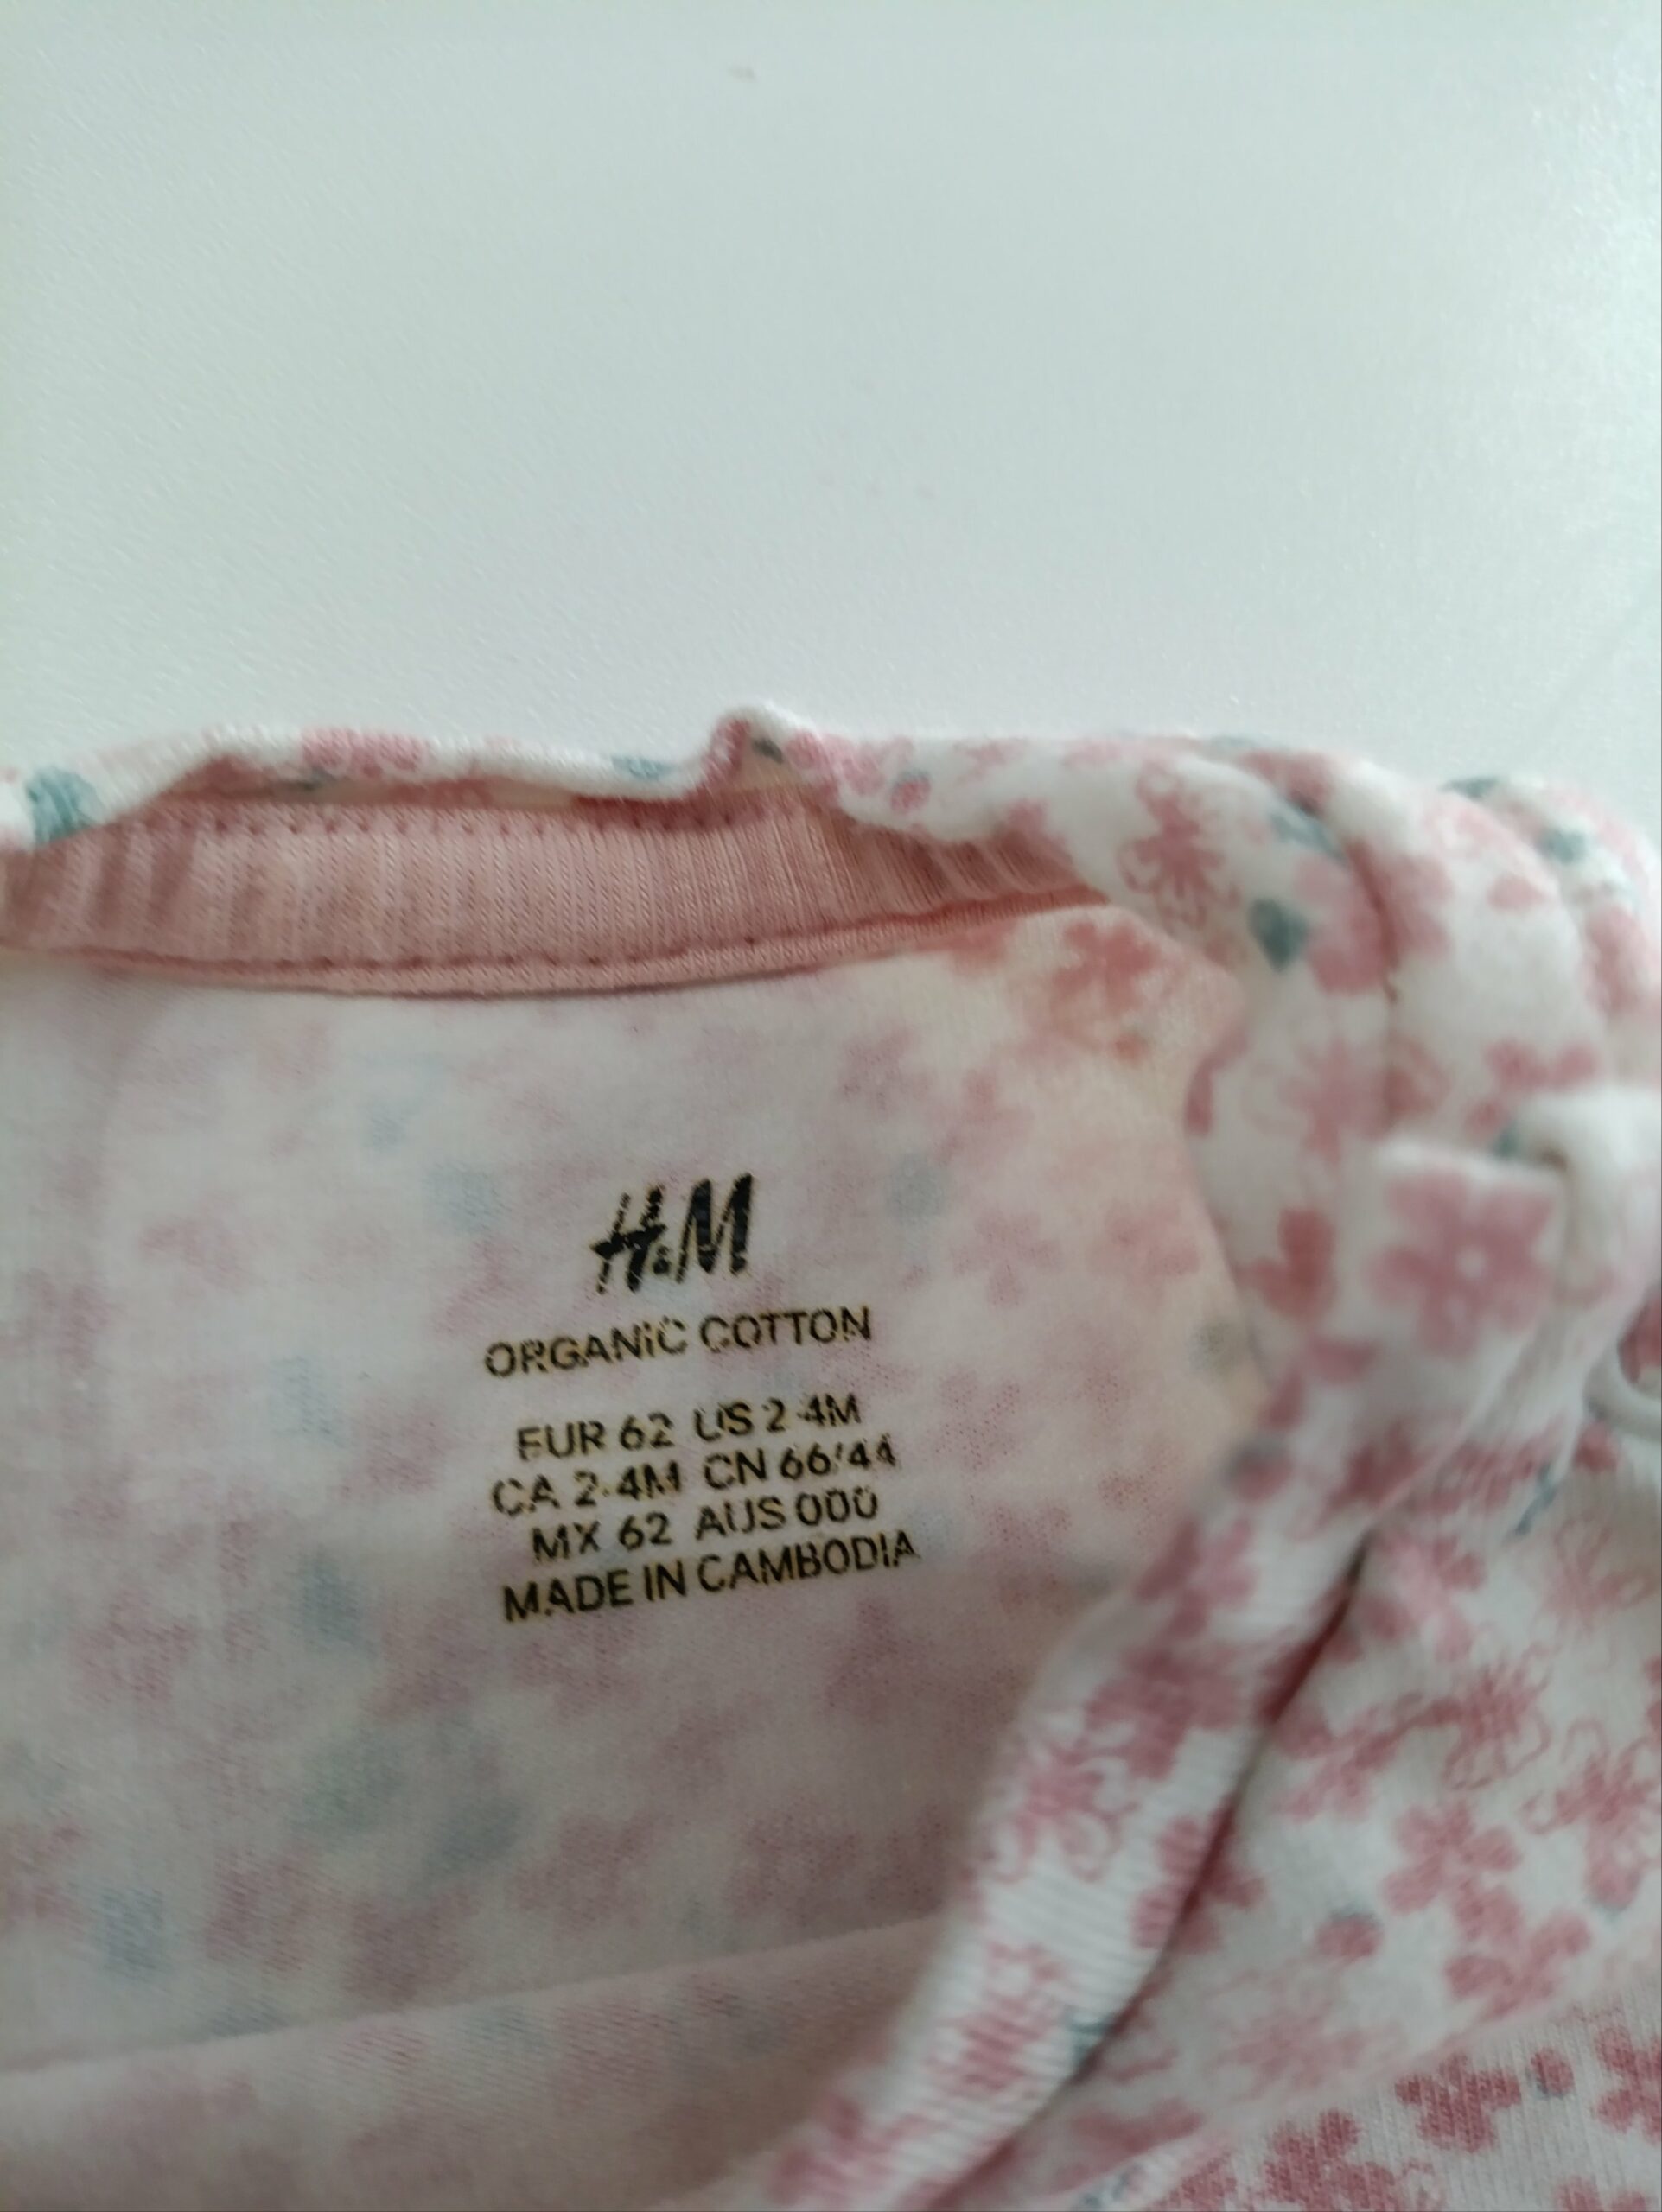 H&M
ORGANIC COTTON
EUR 62 US 2-4M
CA 2-4M CN 66/44
MX 62 AUS 000
MADE IN CAMBODIA